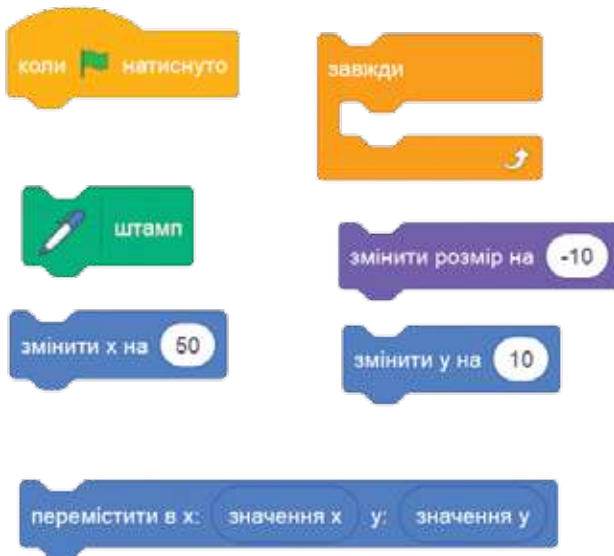 коли натиснуто
завжди
штамп
змінити розмір на -10
змінити х на 50
змінити у на 10
перемістити в х: значення х у: значення у